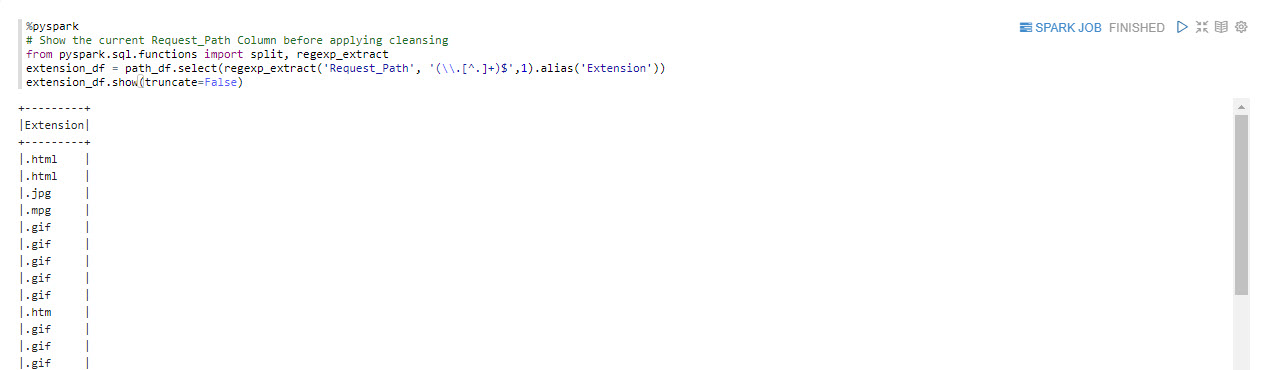 %pyspark
SPARK JOB FINISHED
# Show the current Request_Path Column before applying cleansing
from pyspark.sql.functions import split, regexp_extract
extension_df = path_df.select(regexp_extract('Request_Path', '(\\.[^.]+)$',1).alias('Extension'))
extension_df.show(truncate=False)
+---------+
|Extension|
+---------+
|.html    |
|.html    |
|.jpg     |
|.mpg     |
|.gif     |
|.gif     |
|.gif     |
|.gif     |
|.gif     |
|.htm     |
|.gif     |
|.gif     |
|.gif     |